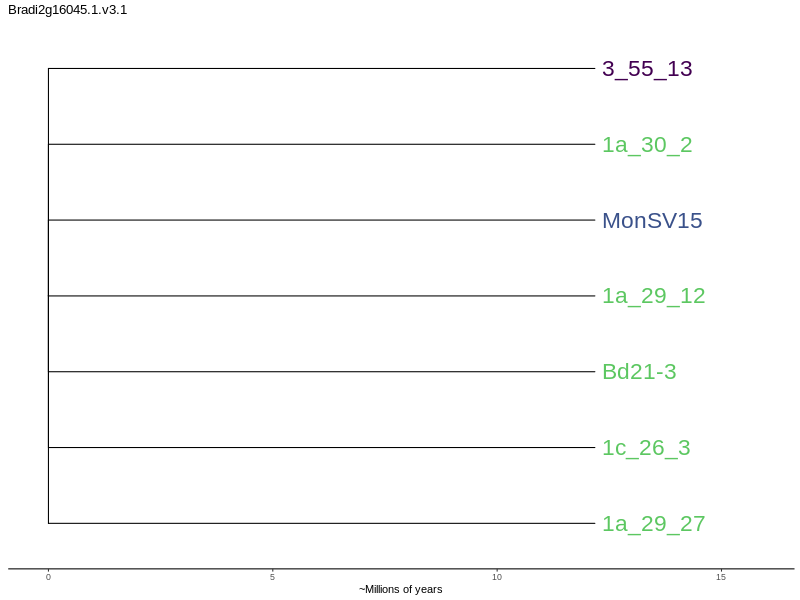 Bradi2g16045.1.v3.1
3_55_13
1a_30_2
MonSV15
1a_29_12
Bd21-3
1c_26_3
1a_29_27
0 5 10 15
~Millions of years